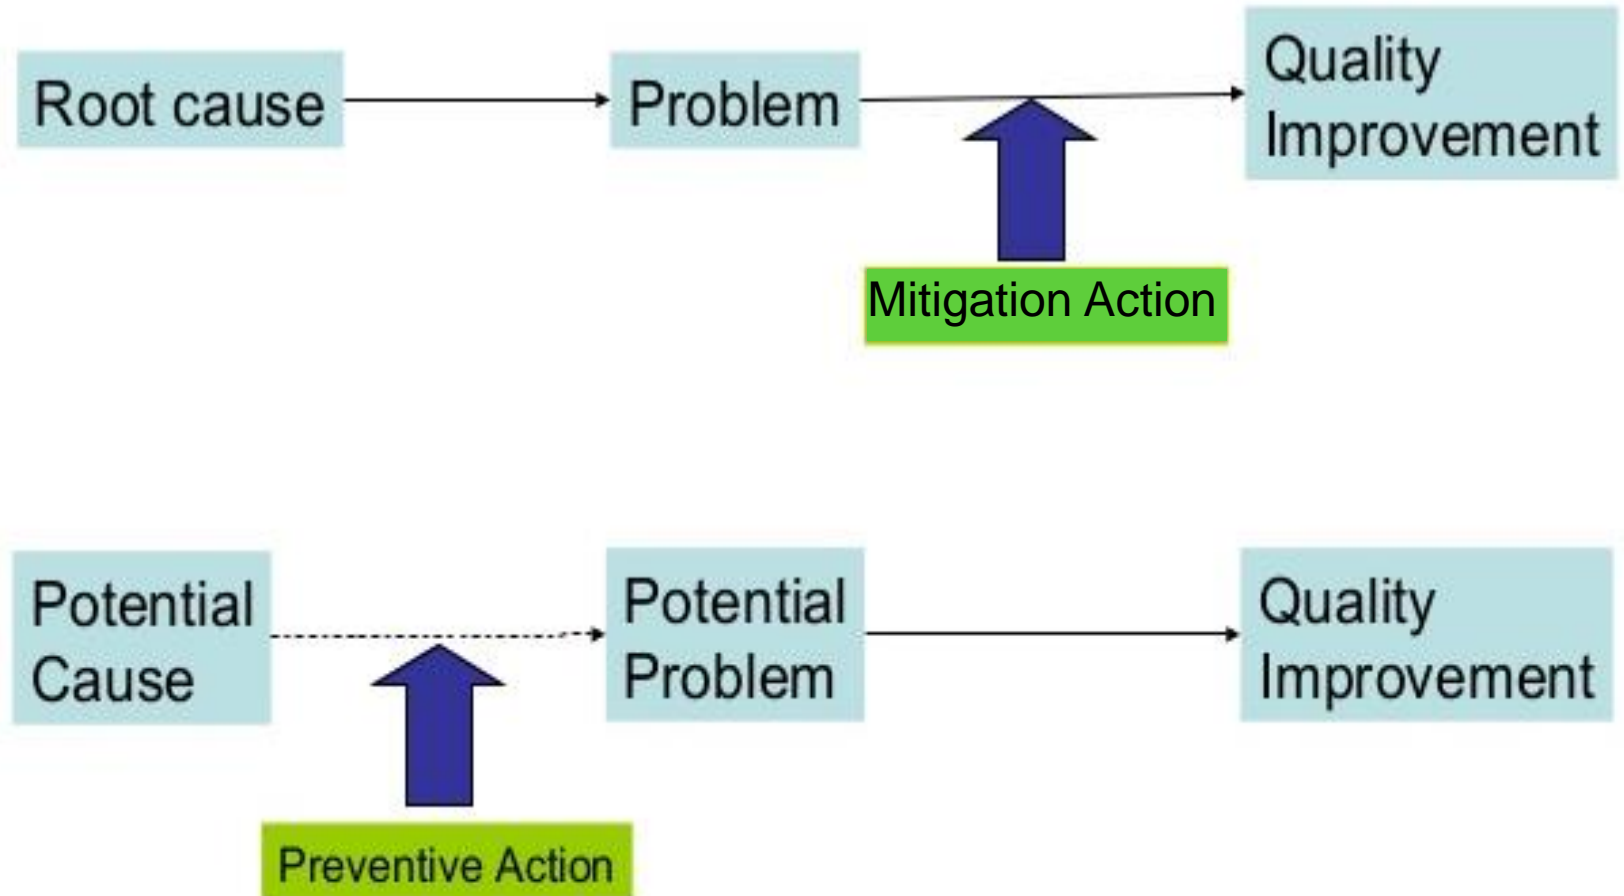 Root cause
Problem
Quality
Improvement
Mitigation Action
Potential
Cause
Potential
Problem
Quality
Improvement
Preventive Action